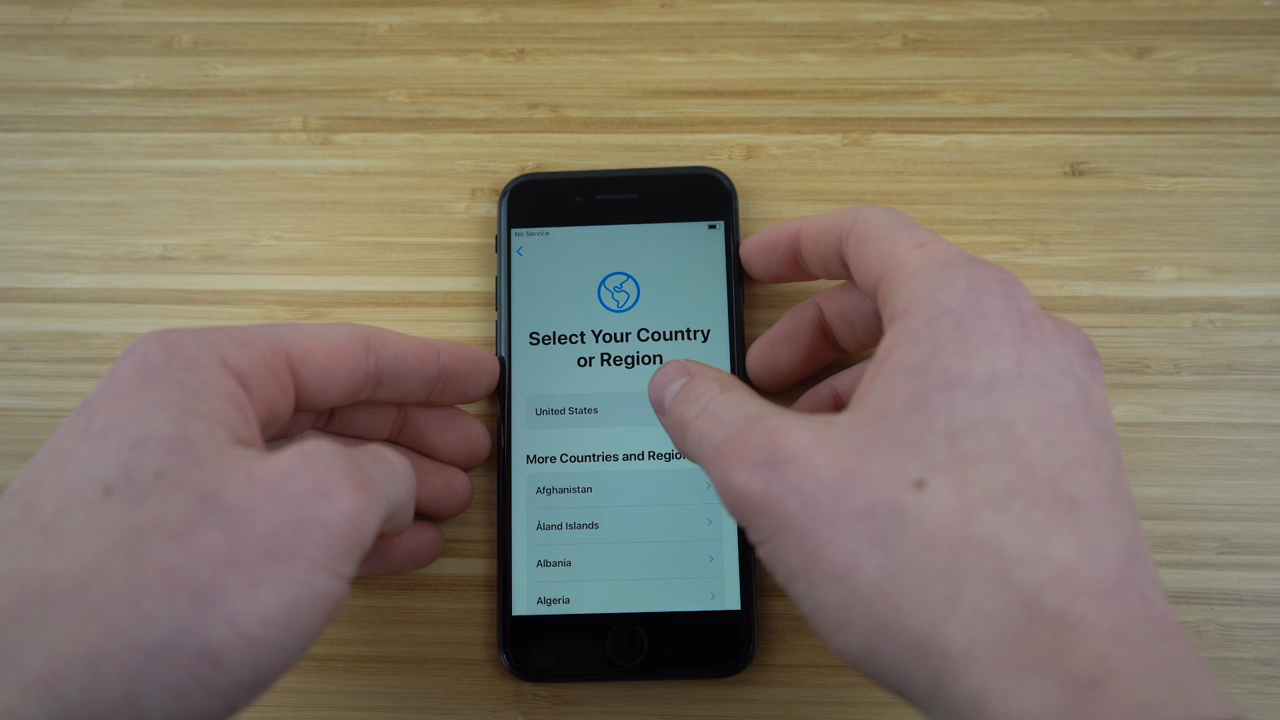 No Service
Select Your Country
or Region
United States
More Countries and Region
Afghanistan
Åland Islands
Albania
Algeria